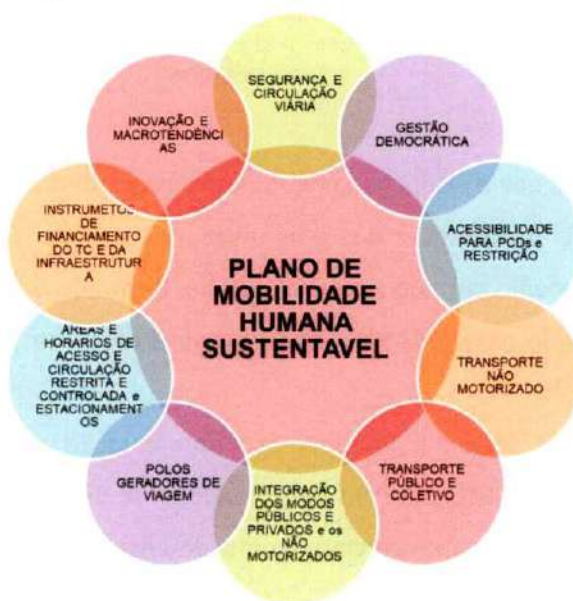 SEGURANÇA E
CIRCULAÇÃO
VIÁRIA
GESTÃO
DEMOCRÁTICA
ACESSIBILIDADE
PARA PCDs e
RESTRIÇÃO
TRANSPORTE
NÃO
MOTORIZADO
TRANSPORTE
PÚBLICO E
COLETIVO
INTEGRAÇÃO
DOS MODOS
PÚBLICOS E
PRIVADOS e os
NÃO
MOTORIZADOS
POLOS
GERADORES DE
VIAGEM
ÁREAS E
HORARIOS DE
ACESSO E
CIRCULAÇÃO
RESTRITA E
CONTROLADA e
ESTACIONAMENT
OS
INSTRUMETOS
DE
FINANCIAMENTO
DO TC E DA
INFRAESTRUTUR
A
INOVAÇÃO E
MACROTENDÊNCI
AS
PLANO DE
MOBILIDADE
HUMANA
SUSTENTAVEL